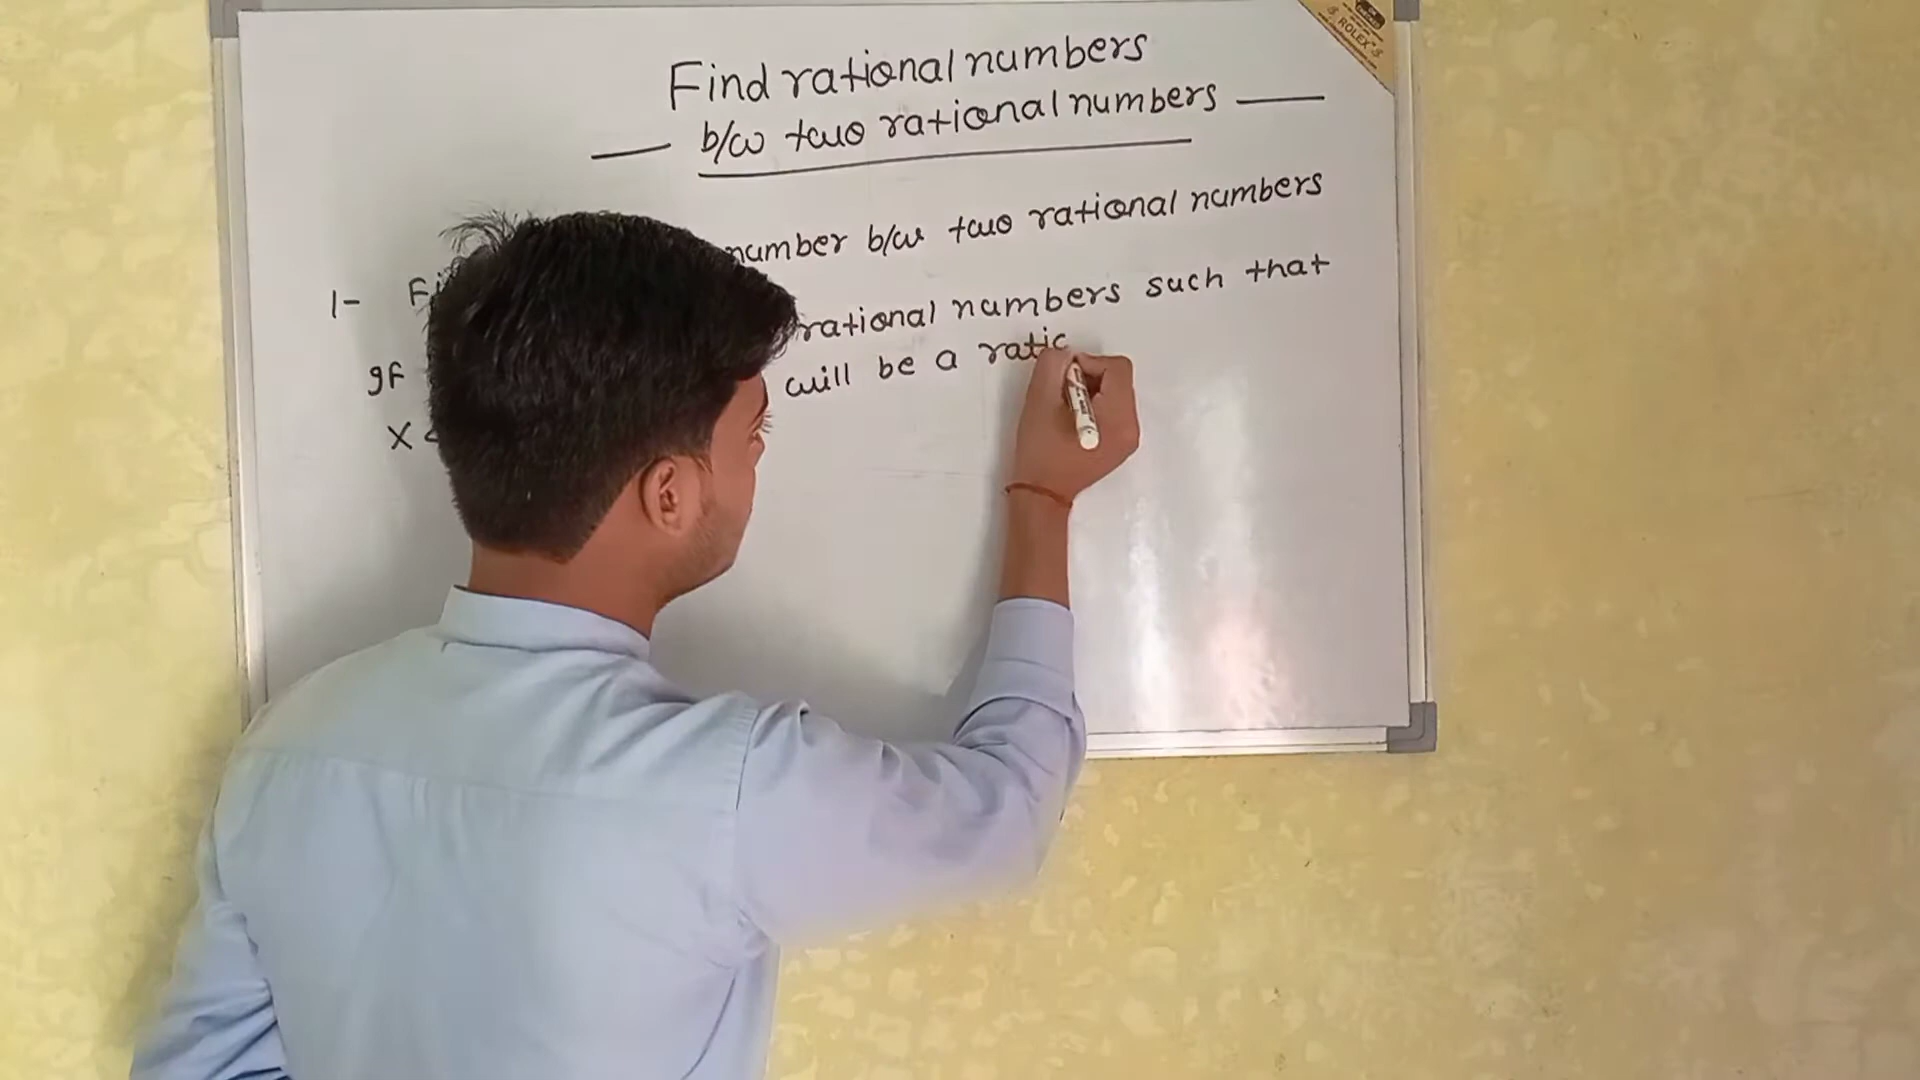 Find rational numbers
b/w two rational numbers
1- number b/w two rational numbers
gf rational numbers such that
x < will be a ratio
ROLEX